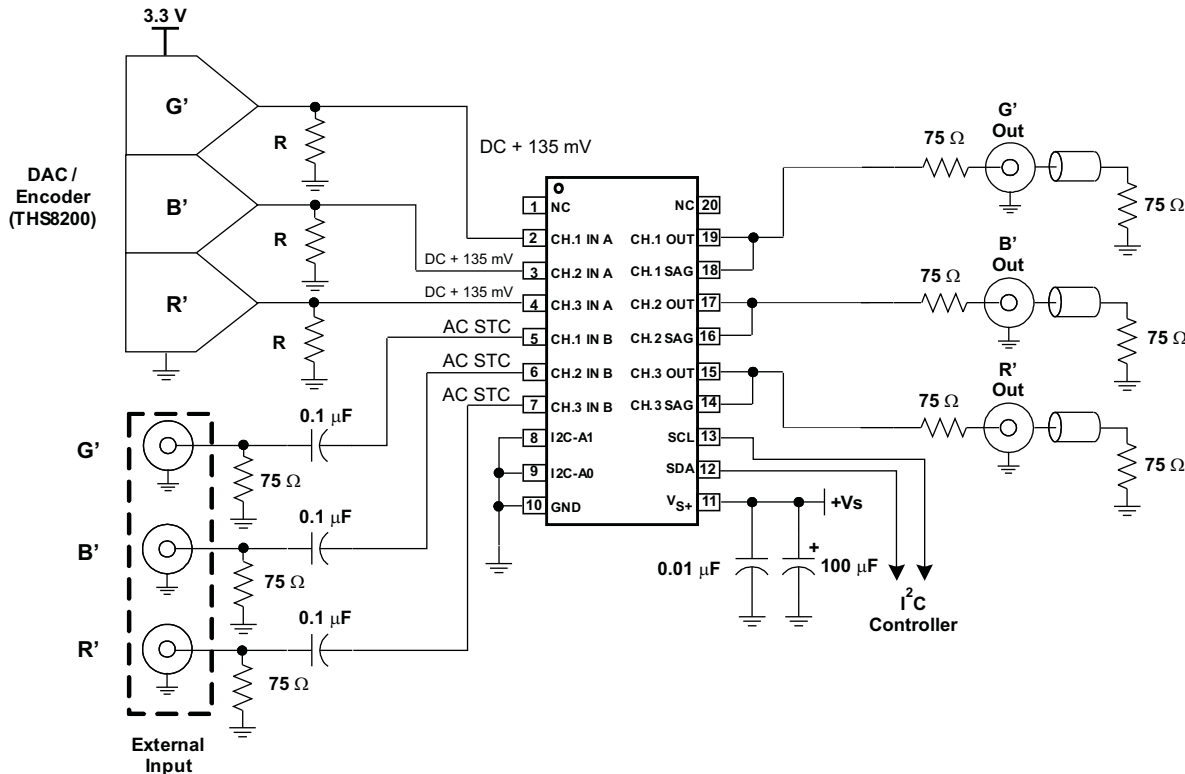 3.3 V
G’
B’
R’
DAC /
Encoder
(THS8200)
R
R
R
DC + 135 mV
DC + 135 mV
DC + 135 mV
AC STC
AC STC
AC STC
1 NC
2 CH.1 IN A
3 CH.2 IN A
4 CH.3 IN A
5 CH.1 IN B
6 CH.2 IN B
7 CH.3 IN B
8 I2C-A1
9 I2C-A0
10 GND
NC 20
CH.1 OUT 19
CH.1 SAG 18
CH.2 OUT 17
CH.2 SAG 16
CH.3 OUT 15
CH.3 SAG 14
SCL 13
SDA 12
VS+ 11
75 Ω
G’
Out
75 Ω
75 Ω
B’
Out
75 Ω
75 Ω
R’
Out
75 Ω
+Vs
0.01 μF
+
100 μF
I2C
Controller
G’
0.1 μF
75 Ω
B’
0.1 μF
75 Ω
R’
0.1 μF
75 Ω
External
Input